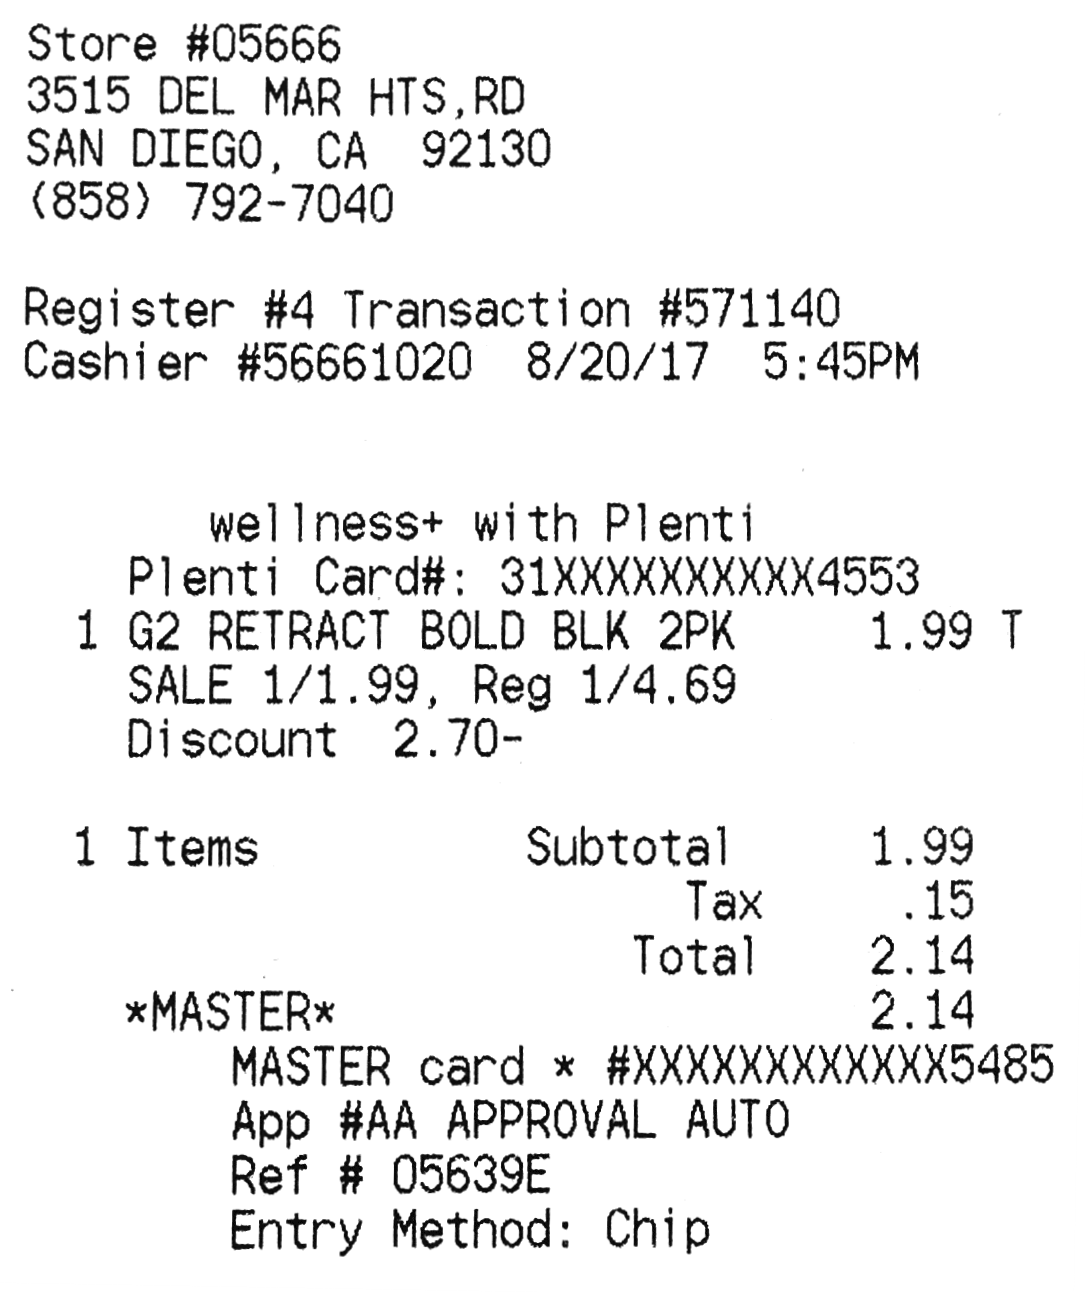 Store #05666
3515 DEL MAR HTS,RD
SAN DIEGO, CA  92130
(858) 792-7040
Register #4 Transaction #571140
Cashier #56661020  8/20/17  5:45PM
wellness+ with Plenti
Plenti Card#: 31XXXXXXXXXX4553
1 G2 RETRACT BOLD BLK 2PK 1.99 T
SALE 1/1.99, Reg 1/4.69
Discount  2.70-
1 Items Subtotal 1.99
Tax .15
Total 2.14
*MASTER* 2.14
MASTER card * #XXXXXXXXXXXX5485
App #AA APPROVAL AUTO
Ref # 05639E
Entry Method: Chip